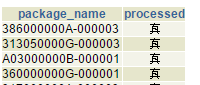 package_name processed
386000000A-000003 真
313050000G-000003 真
A03000000B-000001 真
360000000G-000001 真